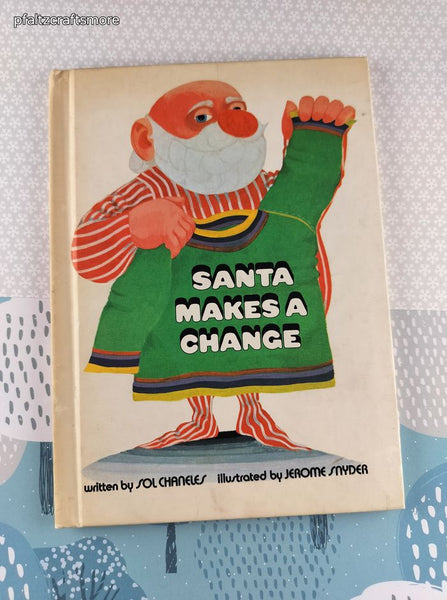 pfaltzcraftsmore
SANTA
MAKES A
CHANGE
written by SOL CHANELES illustrated by JEROME SNYDER